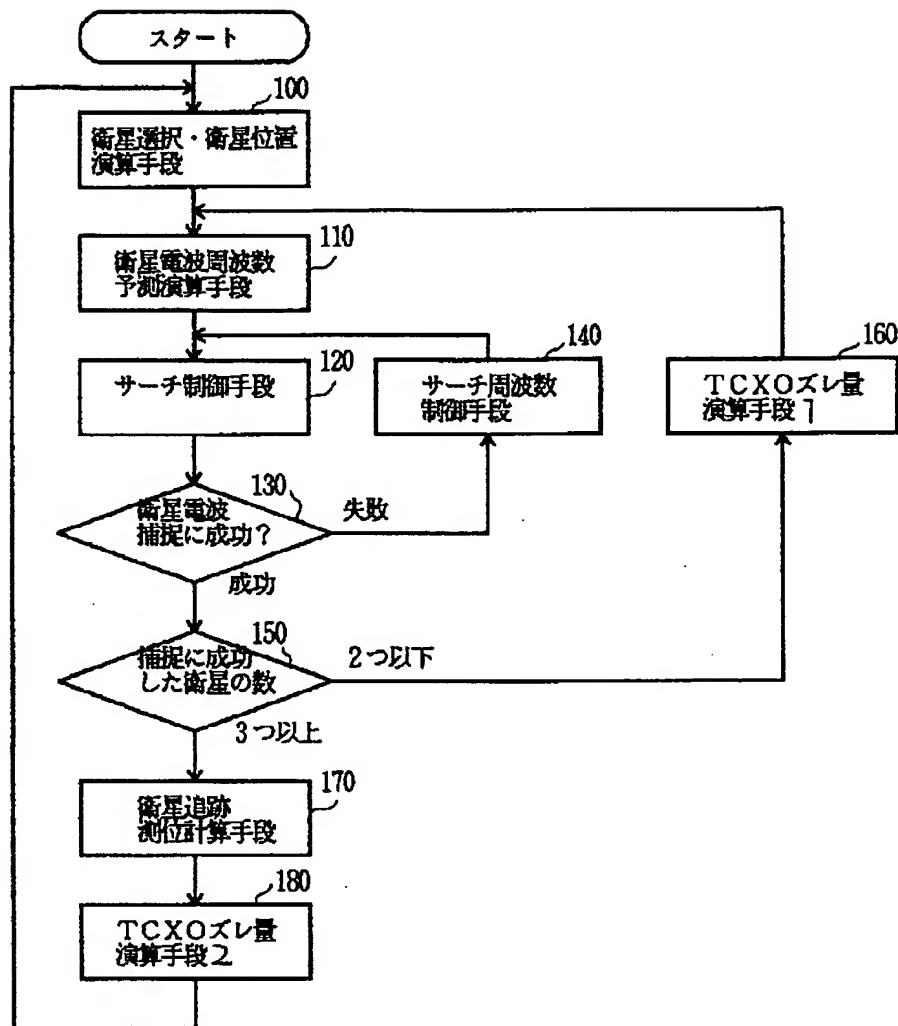 スタート
100
衛星選択・衛星位置
演算手段
110
衛星電波周波数
予測演算手段
120
サーチ制御手段
140
サーチ周波数
制御手段
160
TCXOズレ量
演算手段1
130
衛星電波
捕捉に成功?
失敗
成功
150
捕捉に成功
した衛星の数
2つ以下
3つ以上
170
衛星追跡
測位計算手段
180
TCXOズレ量
演算手段2